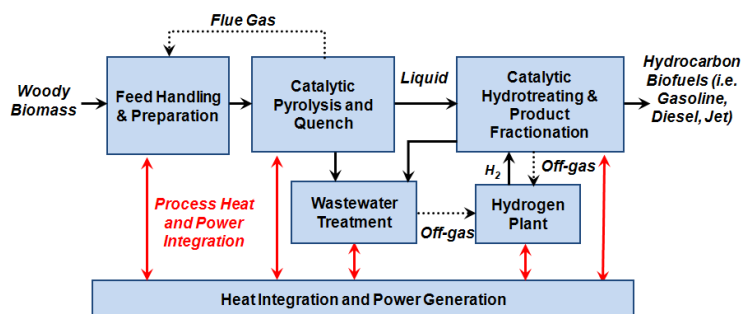 Flue Gas
Woody
Biomass
Feed Handling
& Preparation
Catalytic
Pyrolysis and
Quench
Liquid
Catalytic
Hydrotreating &
Product
Fractionation
Hydrocarbon
Biofuels (i.e.
Gasoline,
Diesel, Jet)
Process Heat
and Power
Integration
Wastewater
Treatment
Off-gas
H2
Off-gas
Hydrogen
Plant
Heat Integration and Power Generation